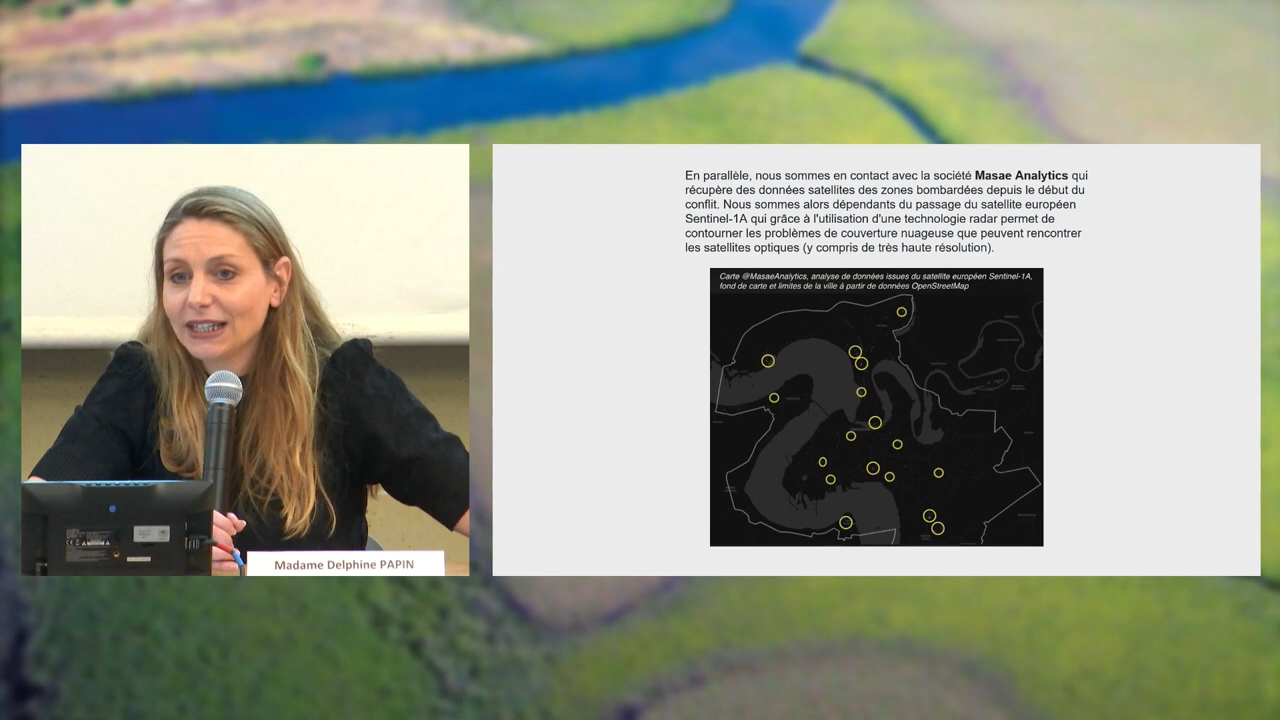 En parallèle, nous sommes en contact avec la société Masae Analytics qui
récupère des données satellites des zones bombardées depuis le début du
conflit. Nous sommes alors dépendants du passage du satellite européen
Sentinel-1A qui grâce à l'utilisation d'une technologie radar permet de
contourner les problèmes de couverture nuageuse que peuvent rencontrer
les satellites optiques (y compris de très haute résolution).
Carte @MasaeAnalytics, analyse de données issues du satellite européen Sentinel-1A,
fond de carte et limites de la ville à partir de données OpenStreetMap
Madame Delphine PAPIN